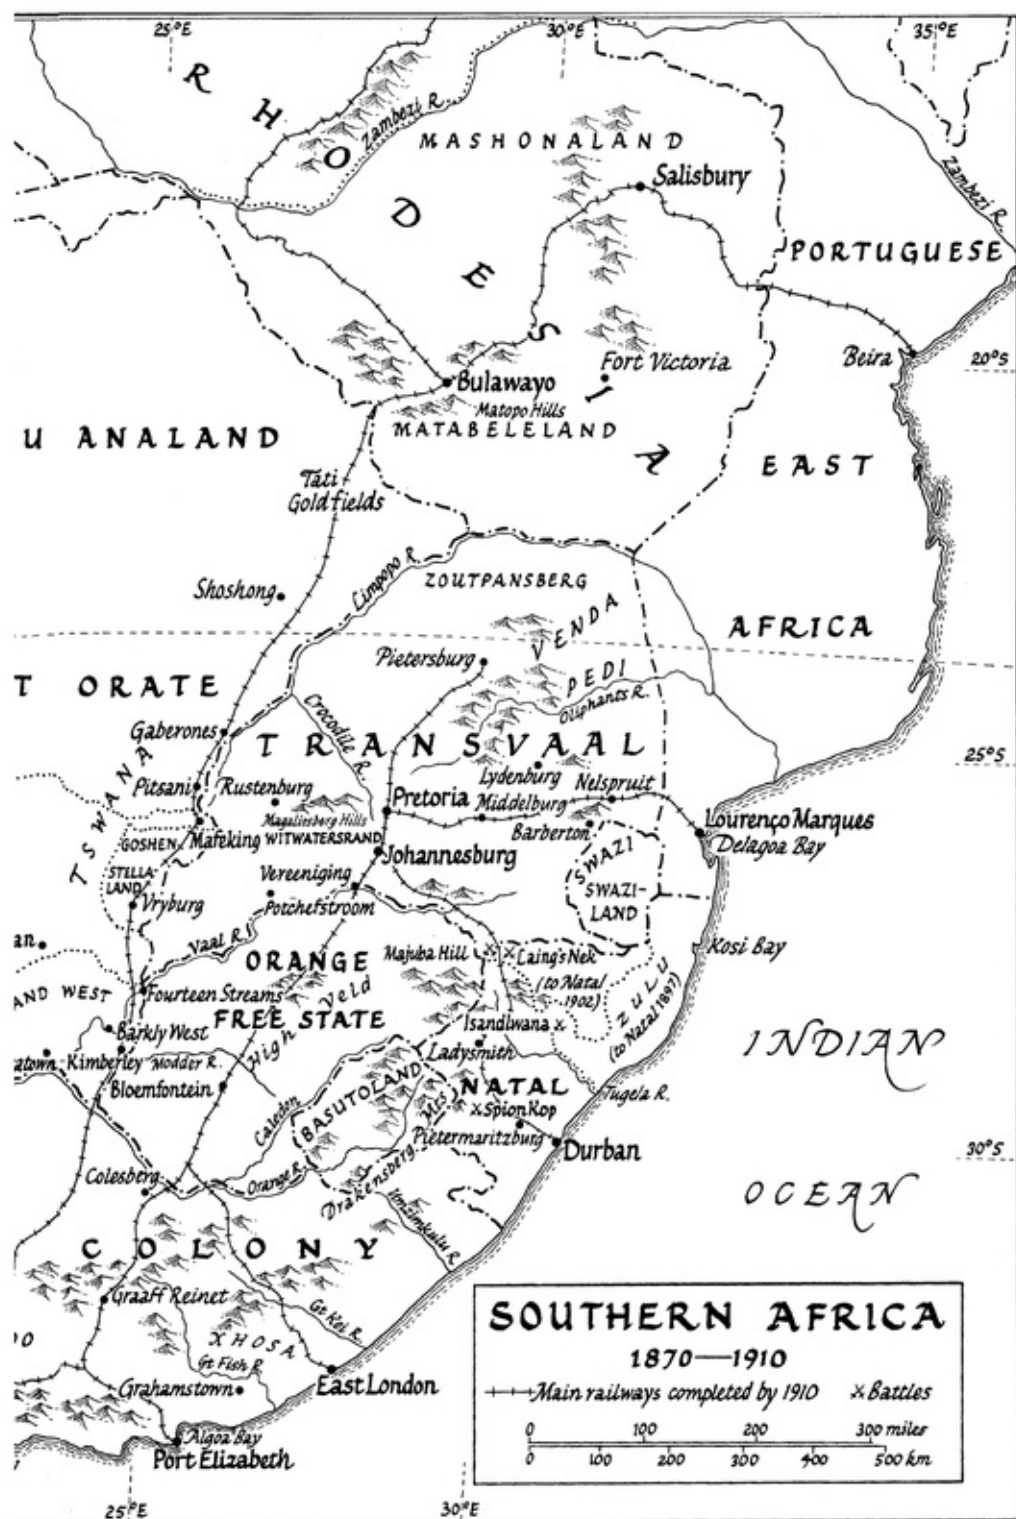 25°E
30°E
35°E
RHODESIA
Zambezi R.
MASHONALAND
Salisbury
Zambezi R.
PORTUGUESE
Beira
20°S
Fort Victoria
Bulawayo
Matopo Hills
MATABELELAND
U ANALAND
EAST
Tati
Goldfields
Limpopo R.
ZOUTPANSBERG
Shoshong
VENDA
AFRICA
Pietersburg
PEDI
Oliphants R.
T ORATE
Crocodile R.
Gaberones
TRANSVAAL
25°S
TSWANA
Pitsani
Rustenburg
Lydenburg
Nelspruit
Pretoria
Middelburg
Magaliesberg Hills
Lourenço Marques
GOSHEN
Mafeking
WITWATERSRAND
Barberton
Delagoa Bay
Johannesburg
SWAZI
STELLA-
LAND
Vereeniging
SWAZI-
LAND
Vryburg
Potchefstroom
an
Vaal R.
Majuba Hill
Laing's Nek
Kosi Bay
ORANGE
(to Natal
1902)
ZULU
(to Natal 1897)
AND WEST
Fourteen Streams
High Veld
FREE STATE
Isandlwana
INDIAN
Barkly West
Ladysmith
atown
Kimberley
Modder R.
BASUTOLAND
NATAL
Bloemfontein
Caledon
Mts
Spion Kop
Tugela R.
Pietermaritzburg
Durban
30°S
Colesberg
Orange R.
Drakensberg
OCEAN
Umzimkulu R.
COLONY
Graaff Reinet
Gt Kei R.
OO
XHOSA
Gt Fish R.
Grahamstown
East London
Algoa Bay
Port Elizabeth
SOUTHERN AFRICA
1870—1910
Main railways completed by 1910
Battles
0 100 200 300 miles
0 100 200 300 400 500 km
25°E
30°E